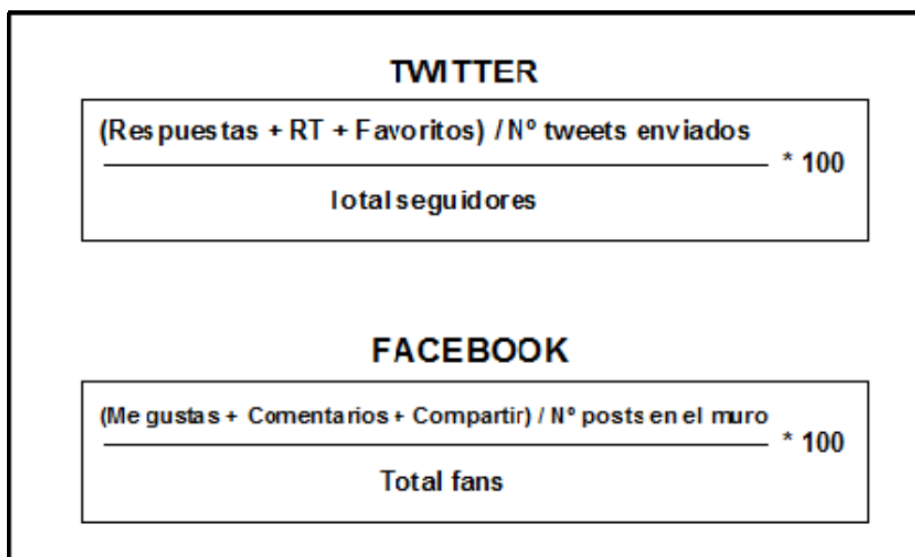 TWITTER
(Respuestas + RT + Favoritos) / Nº tweets enviados
* 100
Total seguidores
FACEBOOK
(Me gustas + Comentarios + Compartir) / Nº posts en el muro
* 100
Total fans